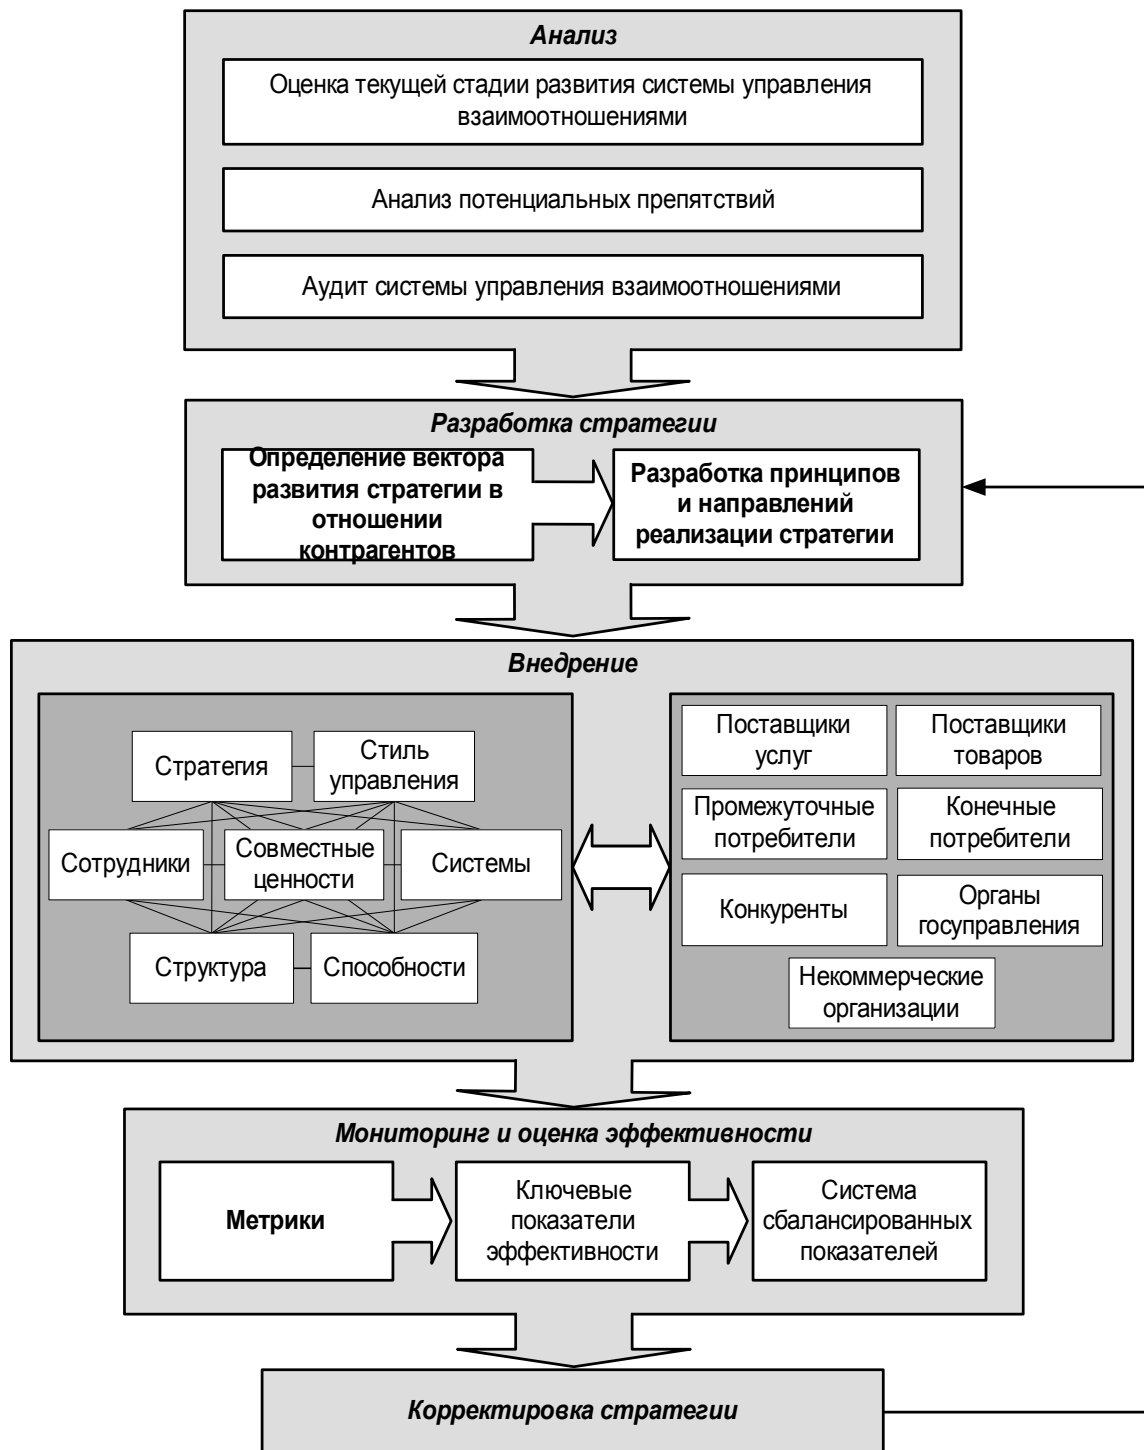 Анализ
Оценка текущей стадии развития системы управления
взаимоотношениями
Анализ потенциальных препятствий
Аудит системы управления взаимоотношениями
Разработка стратегии
Определение вектора
развития стратегии в
отношении
контрагентов
Разработка принципов
и направлений
реализации стратегии
Внедрение
Стратегия
Стиль
управления
Сотрудники
Совместные
ценности
Системы
Структура
Способности
Поставщики
услуг
Поставщики
товаров
Промежуточные
потребители
Конечные
потребители
Конкуренты
Органы
госуправления
Некоммерческие
организации
Мониторинг и оценка эффективности
Метрики
Ключевые
показатели
эффективности
Система
сбалансированных
показателей
Корректировка стратегии